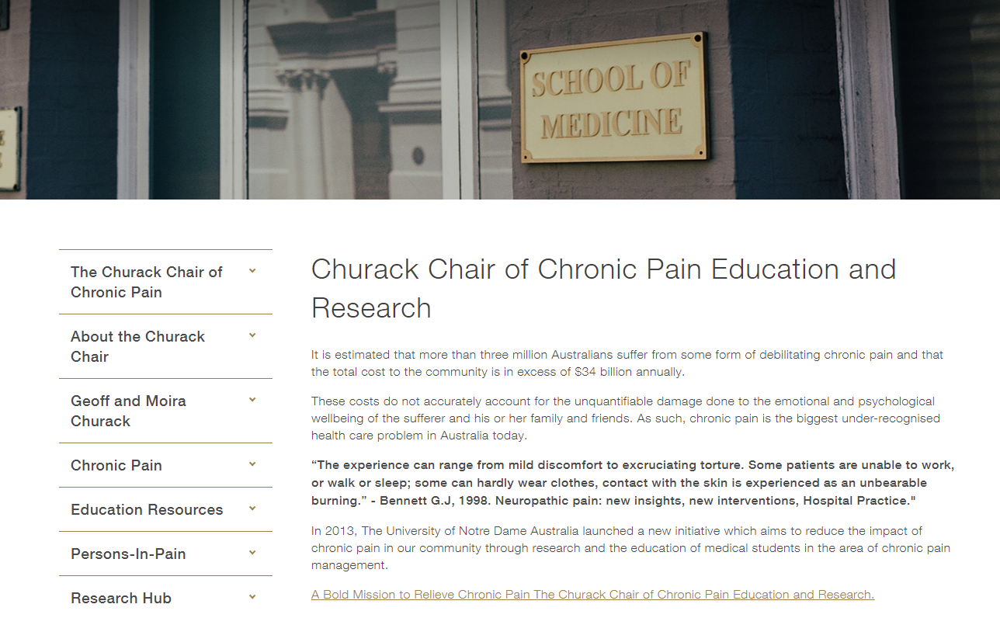 SCHOOL OF
MEDICINE
The Churack Chair of
Chronic Pain
About the Churack
Chair
Geoff and Moira
Churack
Chronic Pain
Education Resources
Persons-In-Pain
Research Hub
Churack Chair of Chronic Pain Education and
Research
It is estimated that more than three million Australians suffer from some form of debilitating chronic pain and that
the total cost to the community is in excess of $34 billion annually.
These costs do not accurately account for the unquantifiable damage done to the emotional and psychological
wellbeing of the sufferer and his or her family and friends. As such, chronic pain is the biggest under-recognised
health care problem in Australia today.
“The experience can range from mild discomfort to excruciating torture. Some patients are unable to work,
or walk or sleep; some can hardly wear clothes, contact with the skin is experienced as an unbearable
burning.” - Bennett G.J, 1998. Neuropathic pain: new insights, new interventions, Hospital Practice."
In 2013, The University of Notre Dame Australia launched a new initiative which aims to reduce the impact of
chronic pain in our community through research and the education of medical students in the area of chronic pain
management.
A Bold Mission to Relieve Chronic Pain The Churack Chair of Chronic Pain Education and Research.